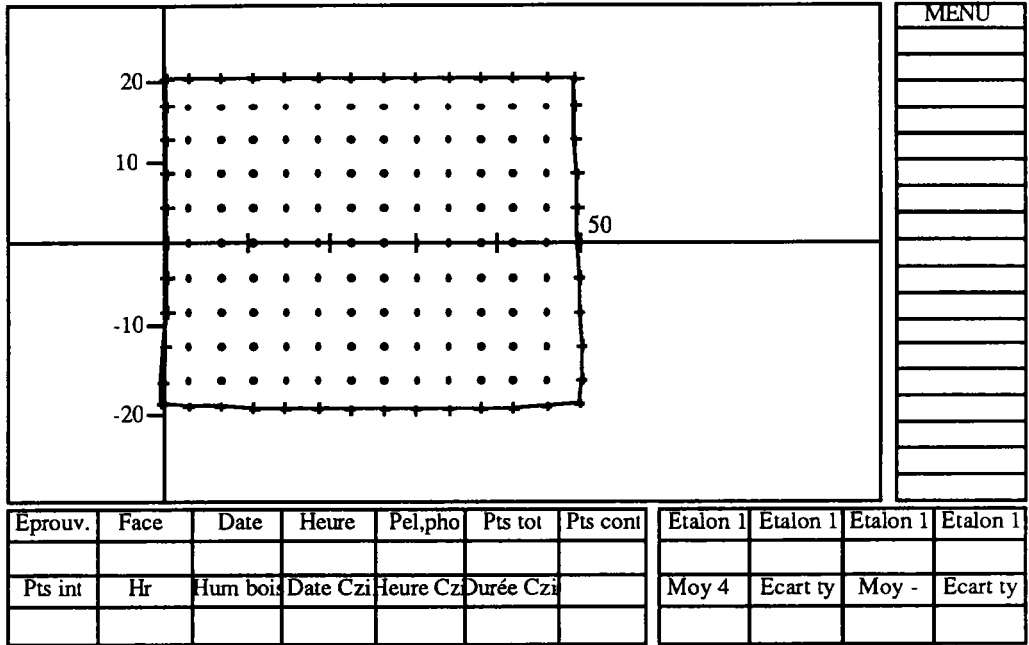 MENU
20
10
50
-10
-20
Eprouv. Face Date Heure Pel,pho Pts tot Pts cont Etalon 1 Etalon 1 Etalon 1 Etalon 1
Pts int Hr Hum bois Date Czi Heure Czi Durée Czi Moy 4 Ecart ty Moy - Ecart ty